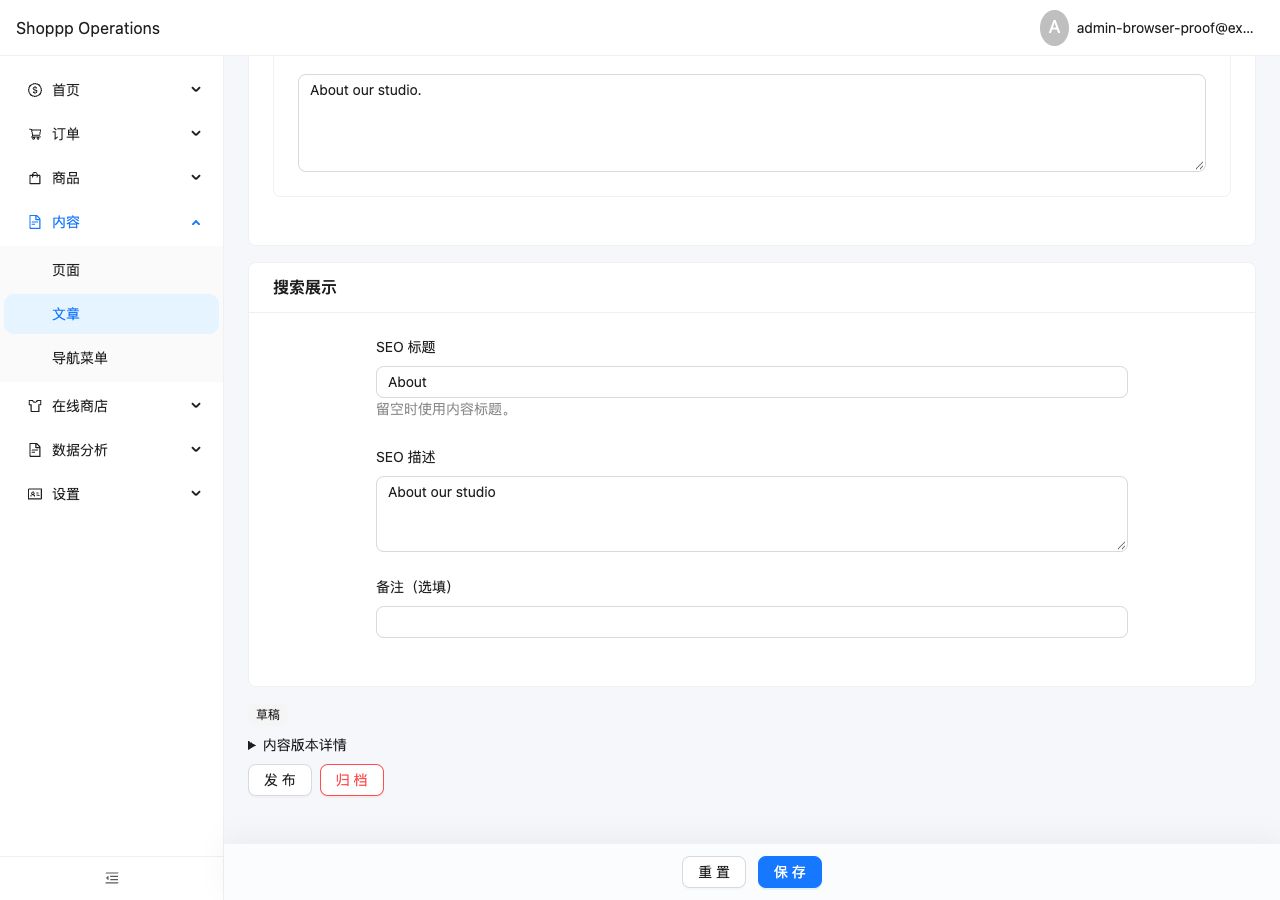 Shoppp Operations
A
admin-browser-proof@ex...
首页
订单
商品
内容
页面
文章
导航菜单
在线商店
数据分析
设置
About our studio.
搜索展示
SEO 标题
About
留空时使用内容标题。
SEO 描述
About our studio
备注（选填）
草稿
内容版本详情
发 布
归 档
重 置
保 存